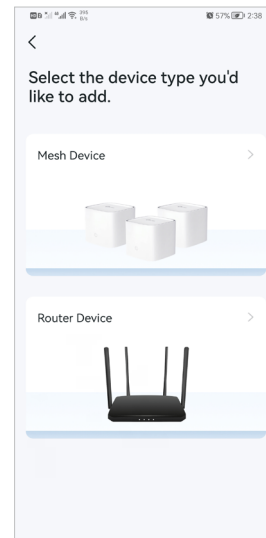 57% 2:38
Select the device type you'd
like to add.
Mesh Device
Router Device